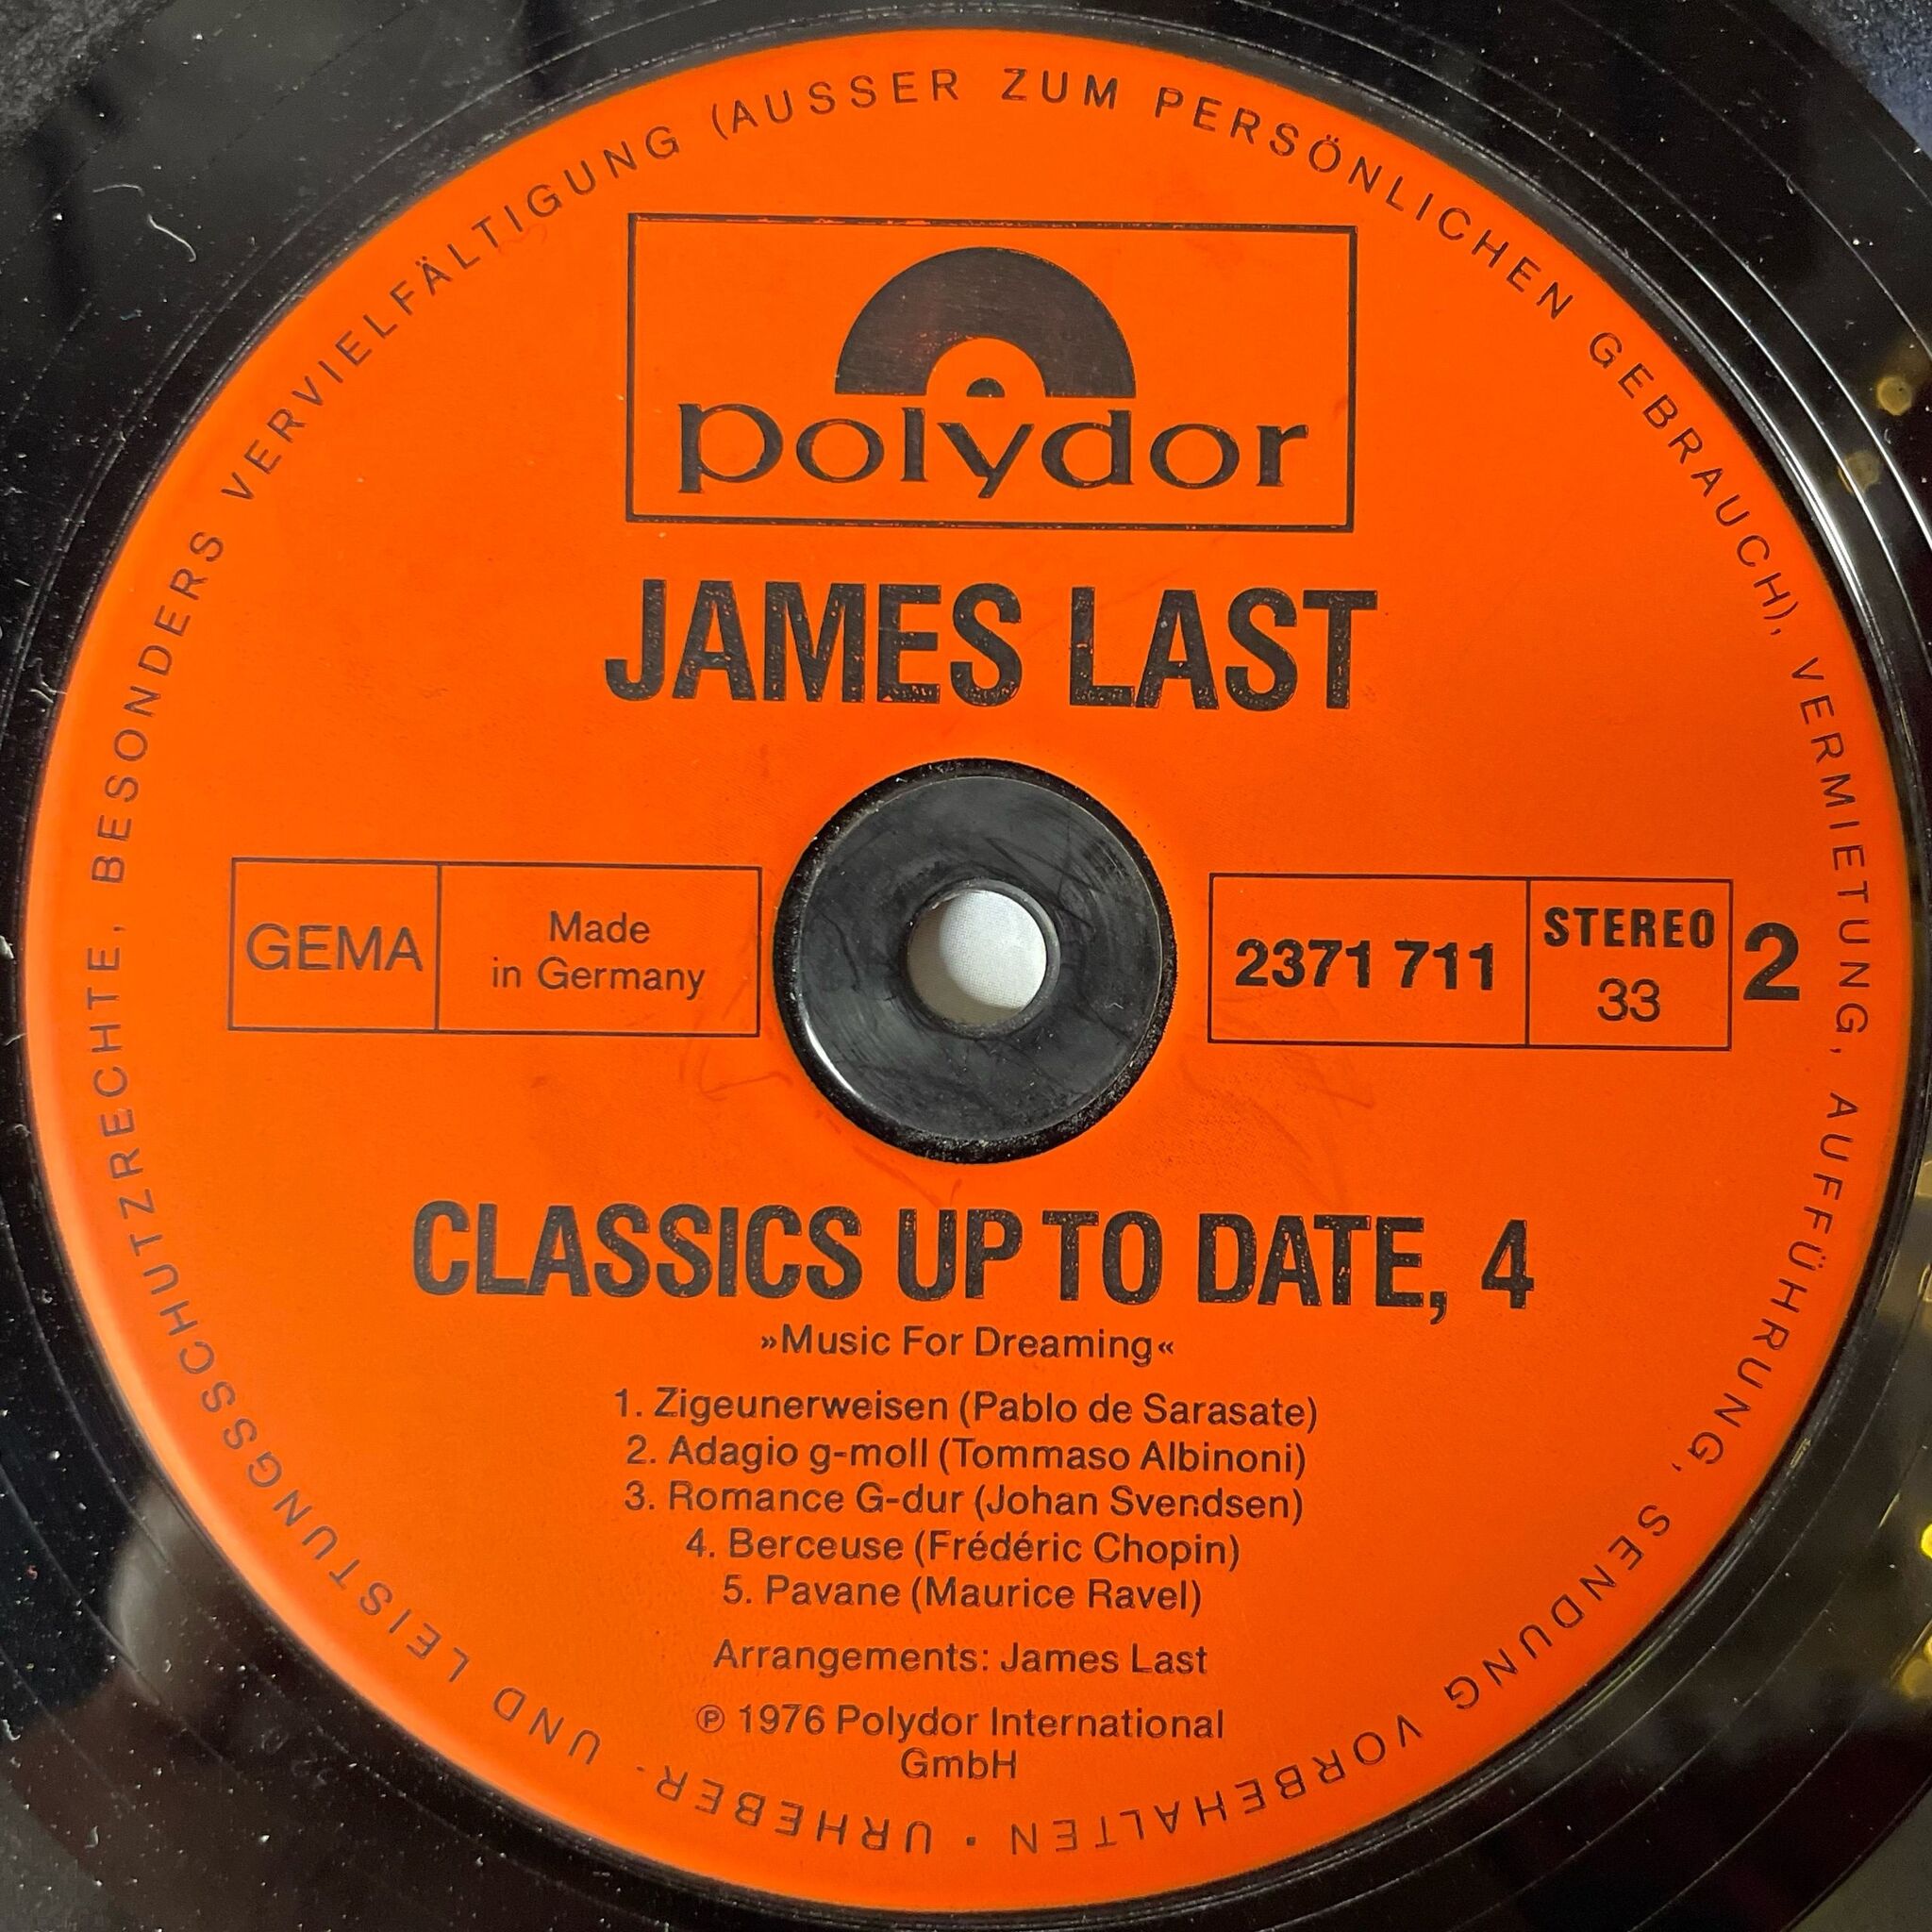 polydor
JAMES LAST
GEMA
Made
in Germany
2371 711
STEREO
33
2
CLASSICS UP TO DATE, 4
»Music For Dreaming«
1. Zigeunerweisen (Pablo de Sarasate)
2. Adagio g-moll (Tommaso Albinoni)
3. Romance G-dur (Johan Svendsen)
4. Berceuse (Frédéric Chopin)
5. Pavane (Maurice Ravel)
Arrangements: James Last
℗ 1976 Polydor International
GmbH
URHEBER- UND LEISTUNGSSCHUTZRECHTE, BESONDERS VERVIELFÄLTIGUNG (AUSSER ZUM PERSÖNLICHEN GEBRAUCH), VERMIETUNG, AUFFÜHRUNG, SENDUNG VORBEHALTEN ·